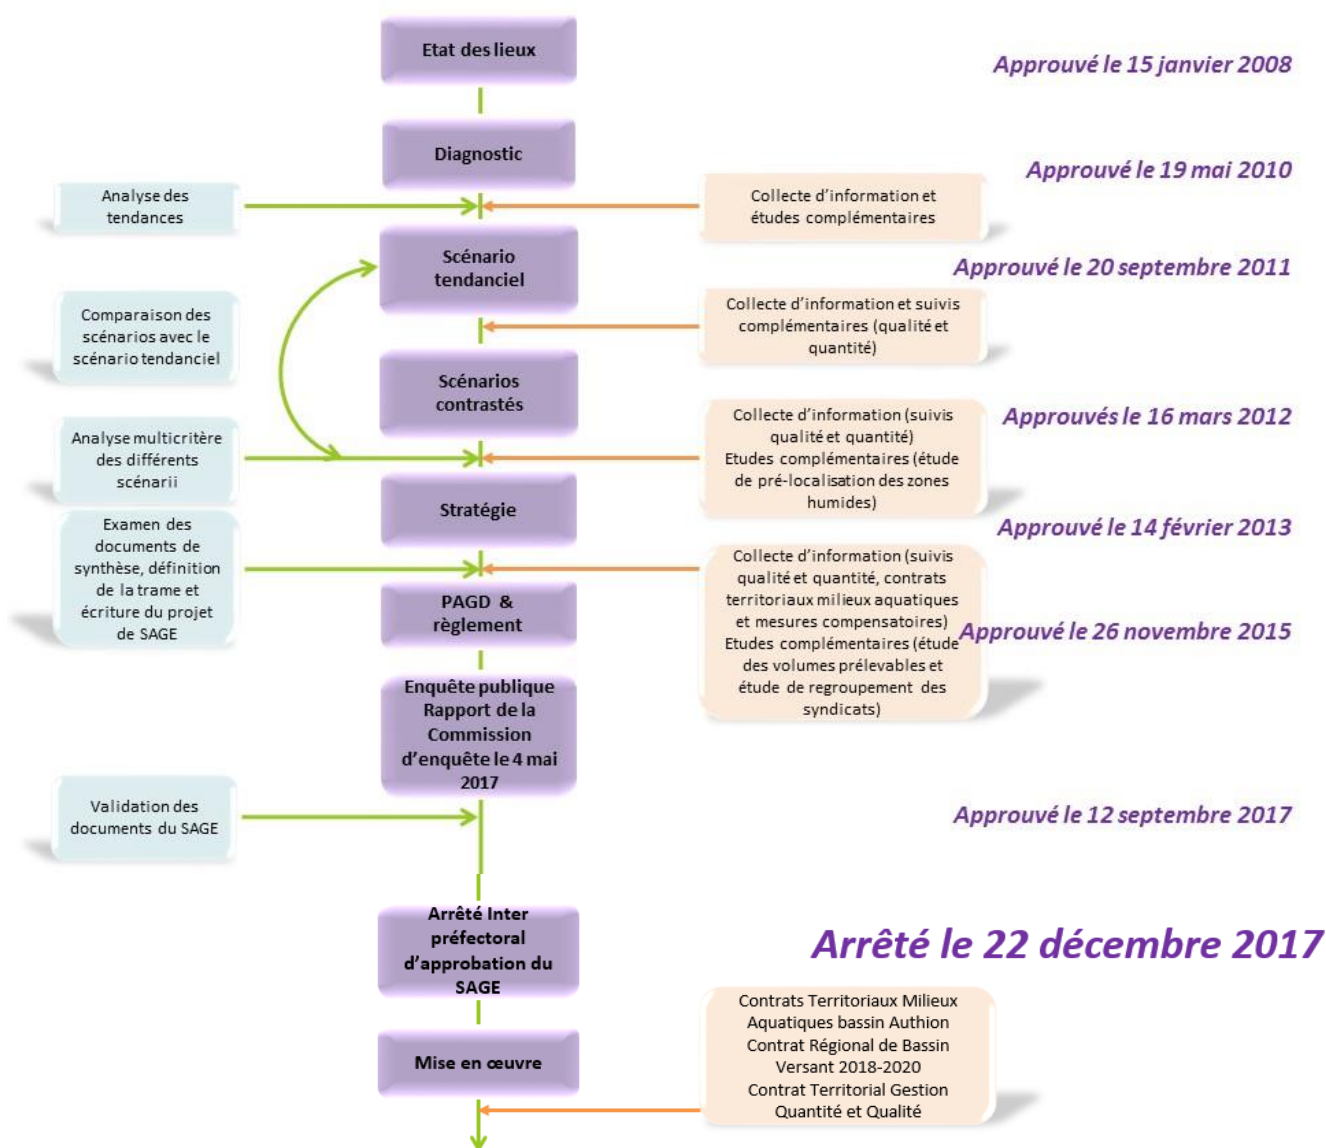 Etat des lieux
Approuvé le 15 janvier 2008
Diagnostic
Approuvé le 19 mai 2010
Analyse des
tendances
Collecte d’information et
études complémentaires
Scénario
tendanciel
Approuvé le 20 septembre 2011
Comparaison des
scénarios avec le
scénario tendanciel
Collecte d’information et suivis
complémentaires (qualité et
quantité)
Scénarios
contrastés
Approuvés le 16 mars 2012
Analyse multicritère
des différents
scénarii
Collecte d’information (suivis
qualité et quantité)
Etudes complémentaires (étude
de pré-localisation des zones
humides)
Stratégie
Approuvé le 14 février 2013
Examen des
documents de
synthèse, définition
de la trame et
écriture du projet
de SAGE
Collecte d’information (suivis
qualité et quantité, contrats
territoriaux milieux aquatiques
et mesures compensatoires)
Etudes complémentaires (étude
des volumes prélevables et
étude de regroupement des
syndicats)
PAGD & 
règlement
Approuvé le 26 novembre 2015
Enquête publique
Rapport de la
Commission
d’enquête le 4 mai
2017
Validation des
documents du SAGE
Approuvé le 12 septembre 2017
Arrêté Inter
préfectoral
d’approbation du
SAGE
Arrêté le 22 décembre 2017
Mise en œuvre
Contrats Territoriaux Milieux
Aquatiques bassin Authion
Contrat Régional de Bassin
Versant 2018-2020
Contrat Territorial Gestion
Quantité et Qualité